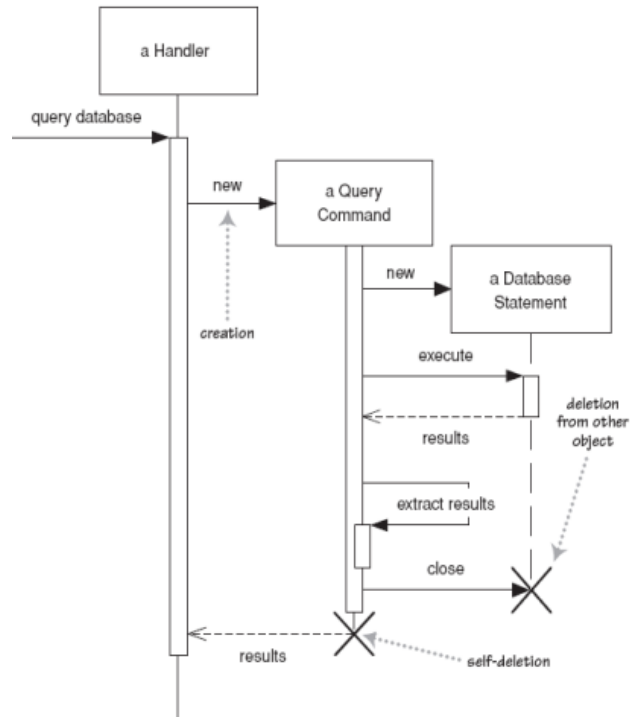 a Handler
query database
new
a Query
Command
new
a Database
Statement
creation
execute
deletion
from other
object
results
extract results
close
results
self-deletion